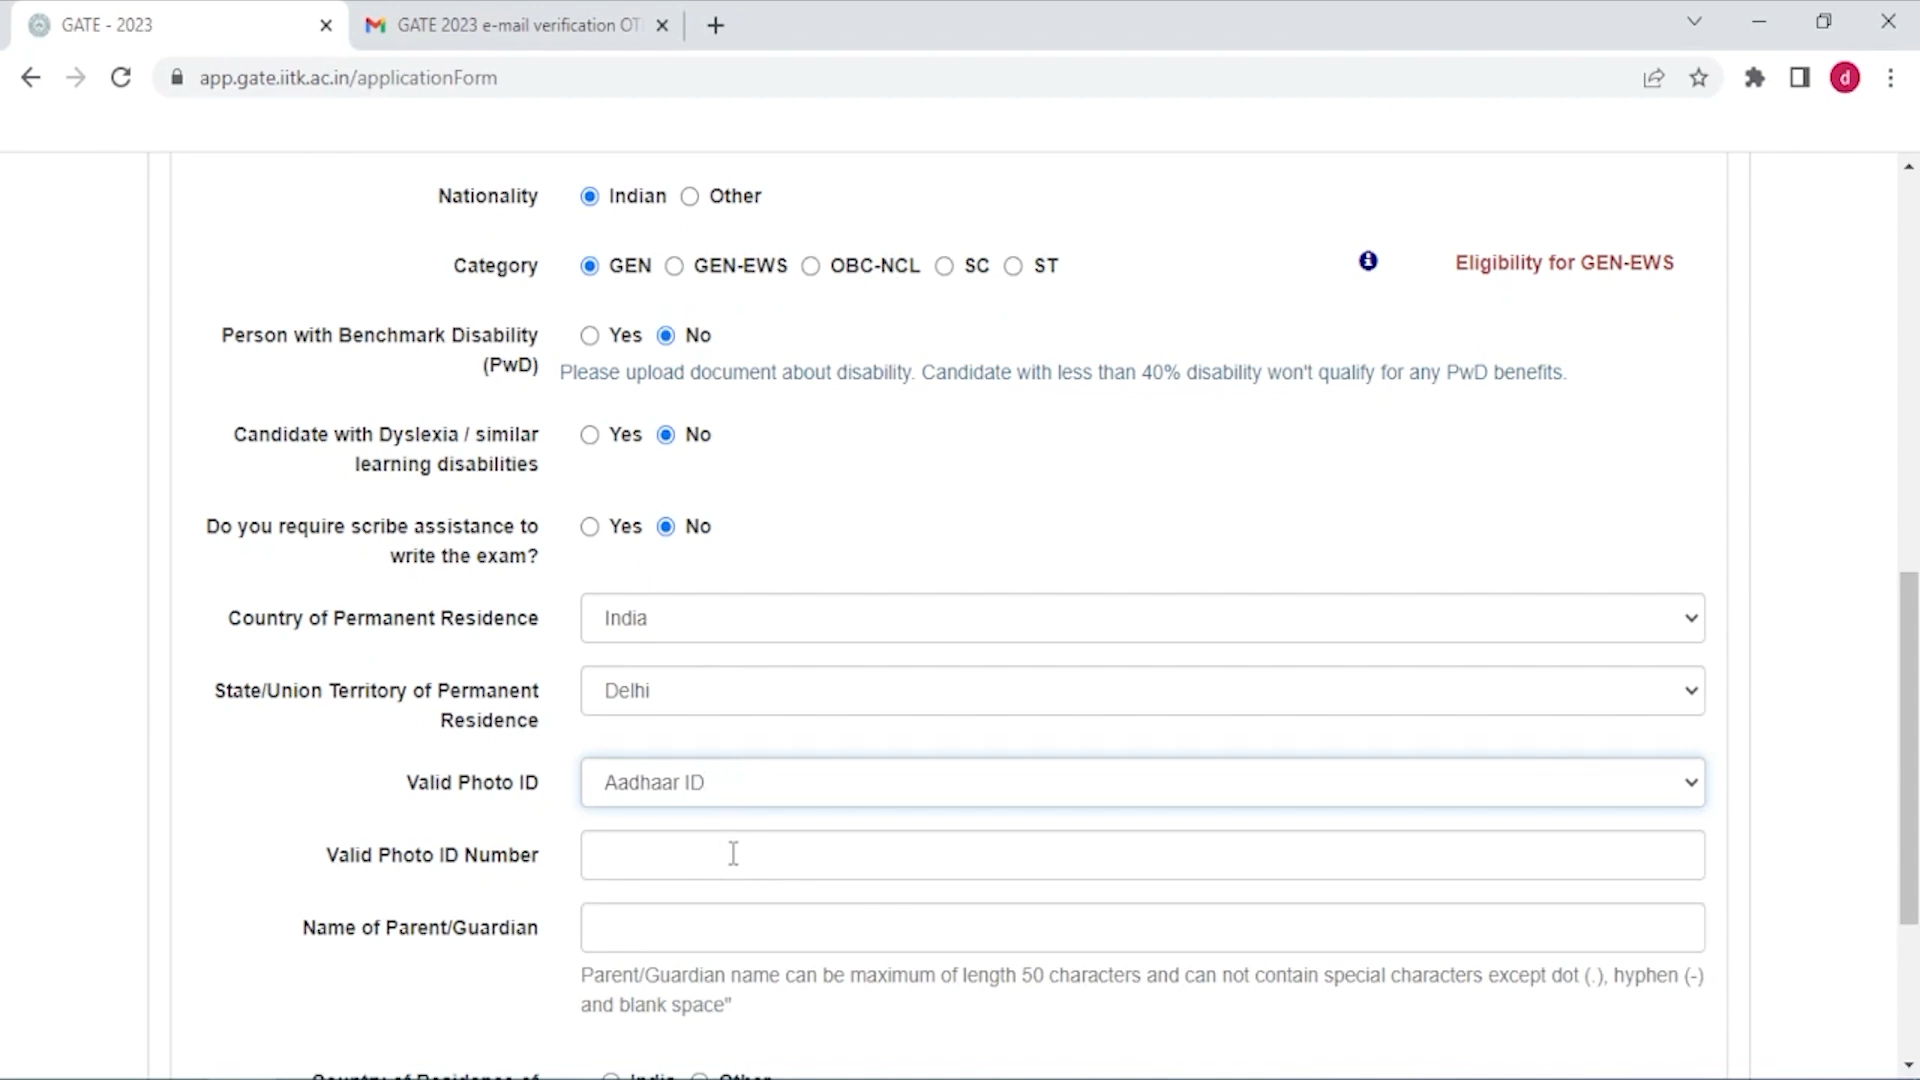 GATE - 2023
GATE 2023 e-mail verification OT
app.gate.iitk.ac.in/applicationForm
d
Nationality
Indian
Other
Category
GEN
GEN-EWS
OBC-NCL
SC
ST
Eligibility for GEN-EWS
Person with Benchmark Disability
(PwD)
Yes
No
Please upload document about disability. Candidate with less than 40% disability won't qualify for any PwD benefits.
Candidate with Dyslexia / similar
learning disabilities
Yes
No
Do you require scribe assistance to
write the exam?
Yes
No
Country of Permanent Residence
India
State/Union Territory of Permanent
Residence
Delhi
Valid Photo ID
Aadhaar ID
Valid Photo ID Number
Name of Parent/Guardian
Parent/Guardian name can be maximum of length 50 characters and can not contain special characters except dot (.), hyphen (-)
and blank space"
Country of Residence of
India
Other